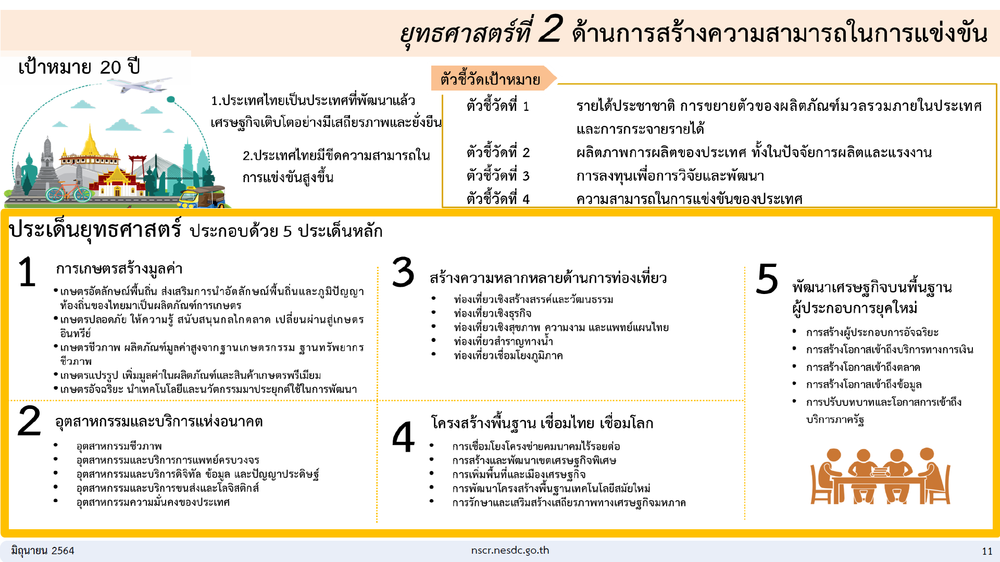 ยุทธศาสตร์ที่ 2 ด้านการสร้างความสามารถในการแข่งขัน
เป้าหมาย 20 ปี
1.ประเทศไทยเป็นประเทศที่พัฒนาแล้ว
เศรษฐกิจเติบโตอย่างมีเสถียรภาพและยั่งยืน
2.ประเทศไทยมีขีดความสามารถใน
การแข่งขันสูงขึ้น
ตัวชี้วัดเป้าหมาย
ตัวชี้วัดที่ 1 รายได้ประชาชาติ การขยายตัวของผลิตภัณฑ์มวลรวมภายในประเทศ
และการกระจายรายได้
ตัวชี้วัดที่ 2 ผลิตภาพการผลิตของประเทศ ทั้งในปัจจัยการผลิตและแรงงาน
ตัวชี้วัดที่ 3 การลงทุนเพื่อการวิจัยและพัฒนา
ตัวชี้วัดที่ 4 ความสามารถในการแข่งขันของประเทศ
ประเด็นยุทธศาสตร์ ประกอบด้วย 5 ประเด็นหลัก
1 การเกษตรสร้างมูลค่า
• เกษตรอัตลักษณ์พื้นถิ่น ส่งเสริมการนำอัตลักษณ์พื้นถิ่นและภูมิปัญญา
ท้องถิ่นของไทยมาเป็นผลิตภัณฑ์การเกษตร
• เกษตรปลอดภัย ให้ความรู้ สนับสนุนกลไกตลาด เปลี่ยนผ่านสู่เกษตร
อินทรีย์
• เกษตรชีวภาพ ผลิตภัณฑ์มูลค่าสูงจากฐานเกษตรกรรม ฐานทรัพยากร
ชีวภาพ
• เกษตรแปรรูป เพิ่มมูลค่าในผลิตภัณฑ์และสินค้าเกษตรพรีเมียม
• เกษตรอัจฉริยะ นำเทคโนโลยีและนวัตกรรมมาประยุกต์ใช้ในการพัฒนา
2 อุตสาหกรรมและบริการแห่งอนาคต
• อุตสาหกรรมชีวภาพ
• อุตสาหกรรมและบริการการแพทย์ครบวงจร
• อุตสาหกรรมและบริการดิจิทัล ข้อมูล และปัญญาประดิษฐ์
• อุตสาหกรรมและบริการขนส่งและโลจิสติกส์
• อุตสาหกรรมความมั่นคงของประเทศ
3 สร้างความหลากหลายด้านการท่องเที่ยว
• ท่องเที่ยวเชิงสร้างสรรค์และวัฒนธรรม
• ท่องเที่ยวเชิงธุรกิจ
• ท่องเที่ยวเชิงสุขภาพ ความงาม และแพทย์แผนไทย
• ท่องเที่ยวสำราญทางน้ำ
• ท่องเที่ยวเชื่อมโยงภูมิภาค
4 โครงสร้างพื้นฐาน เชื่อมไทย เชื่อมโลก
• การเชื่อมโยงโครงข่ายคมนาคมไร้รอยต่อ
• การสร้างและพัฒนาเขตเศรษฐกิจพิเศษ
• การเพิ่มพื้นที่และเมืองเศรษฐกิจ
• การพัฒนาโครงสร้างพื้นฐานเทคโนโลยีสมัยใหม่
• การรักษาและเสริมสร้างเสถียรภาพทางเศรษฐกิจมหภาค
5 พัฒนาเศรษฐกิจบนพื้นฐาน
ผู้ประกอบการยุคใหม่
• การสร้างผู้ประกอบการอัจฉริยะ
• การสร้างโอกาสเข้าถึงบริการทางการเงิน
• การสร้างโอกาสเข้าถึงตลาด
• การสร้างโอกาสเข้าถึงข้อมูล
• การปรับบทบาทและโอกาสการเข้าถึง
บริการภาครัฐ
มิถุนายน 2564
nscr.nesdc.go.th
11